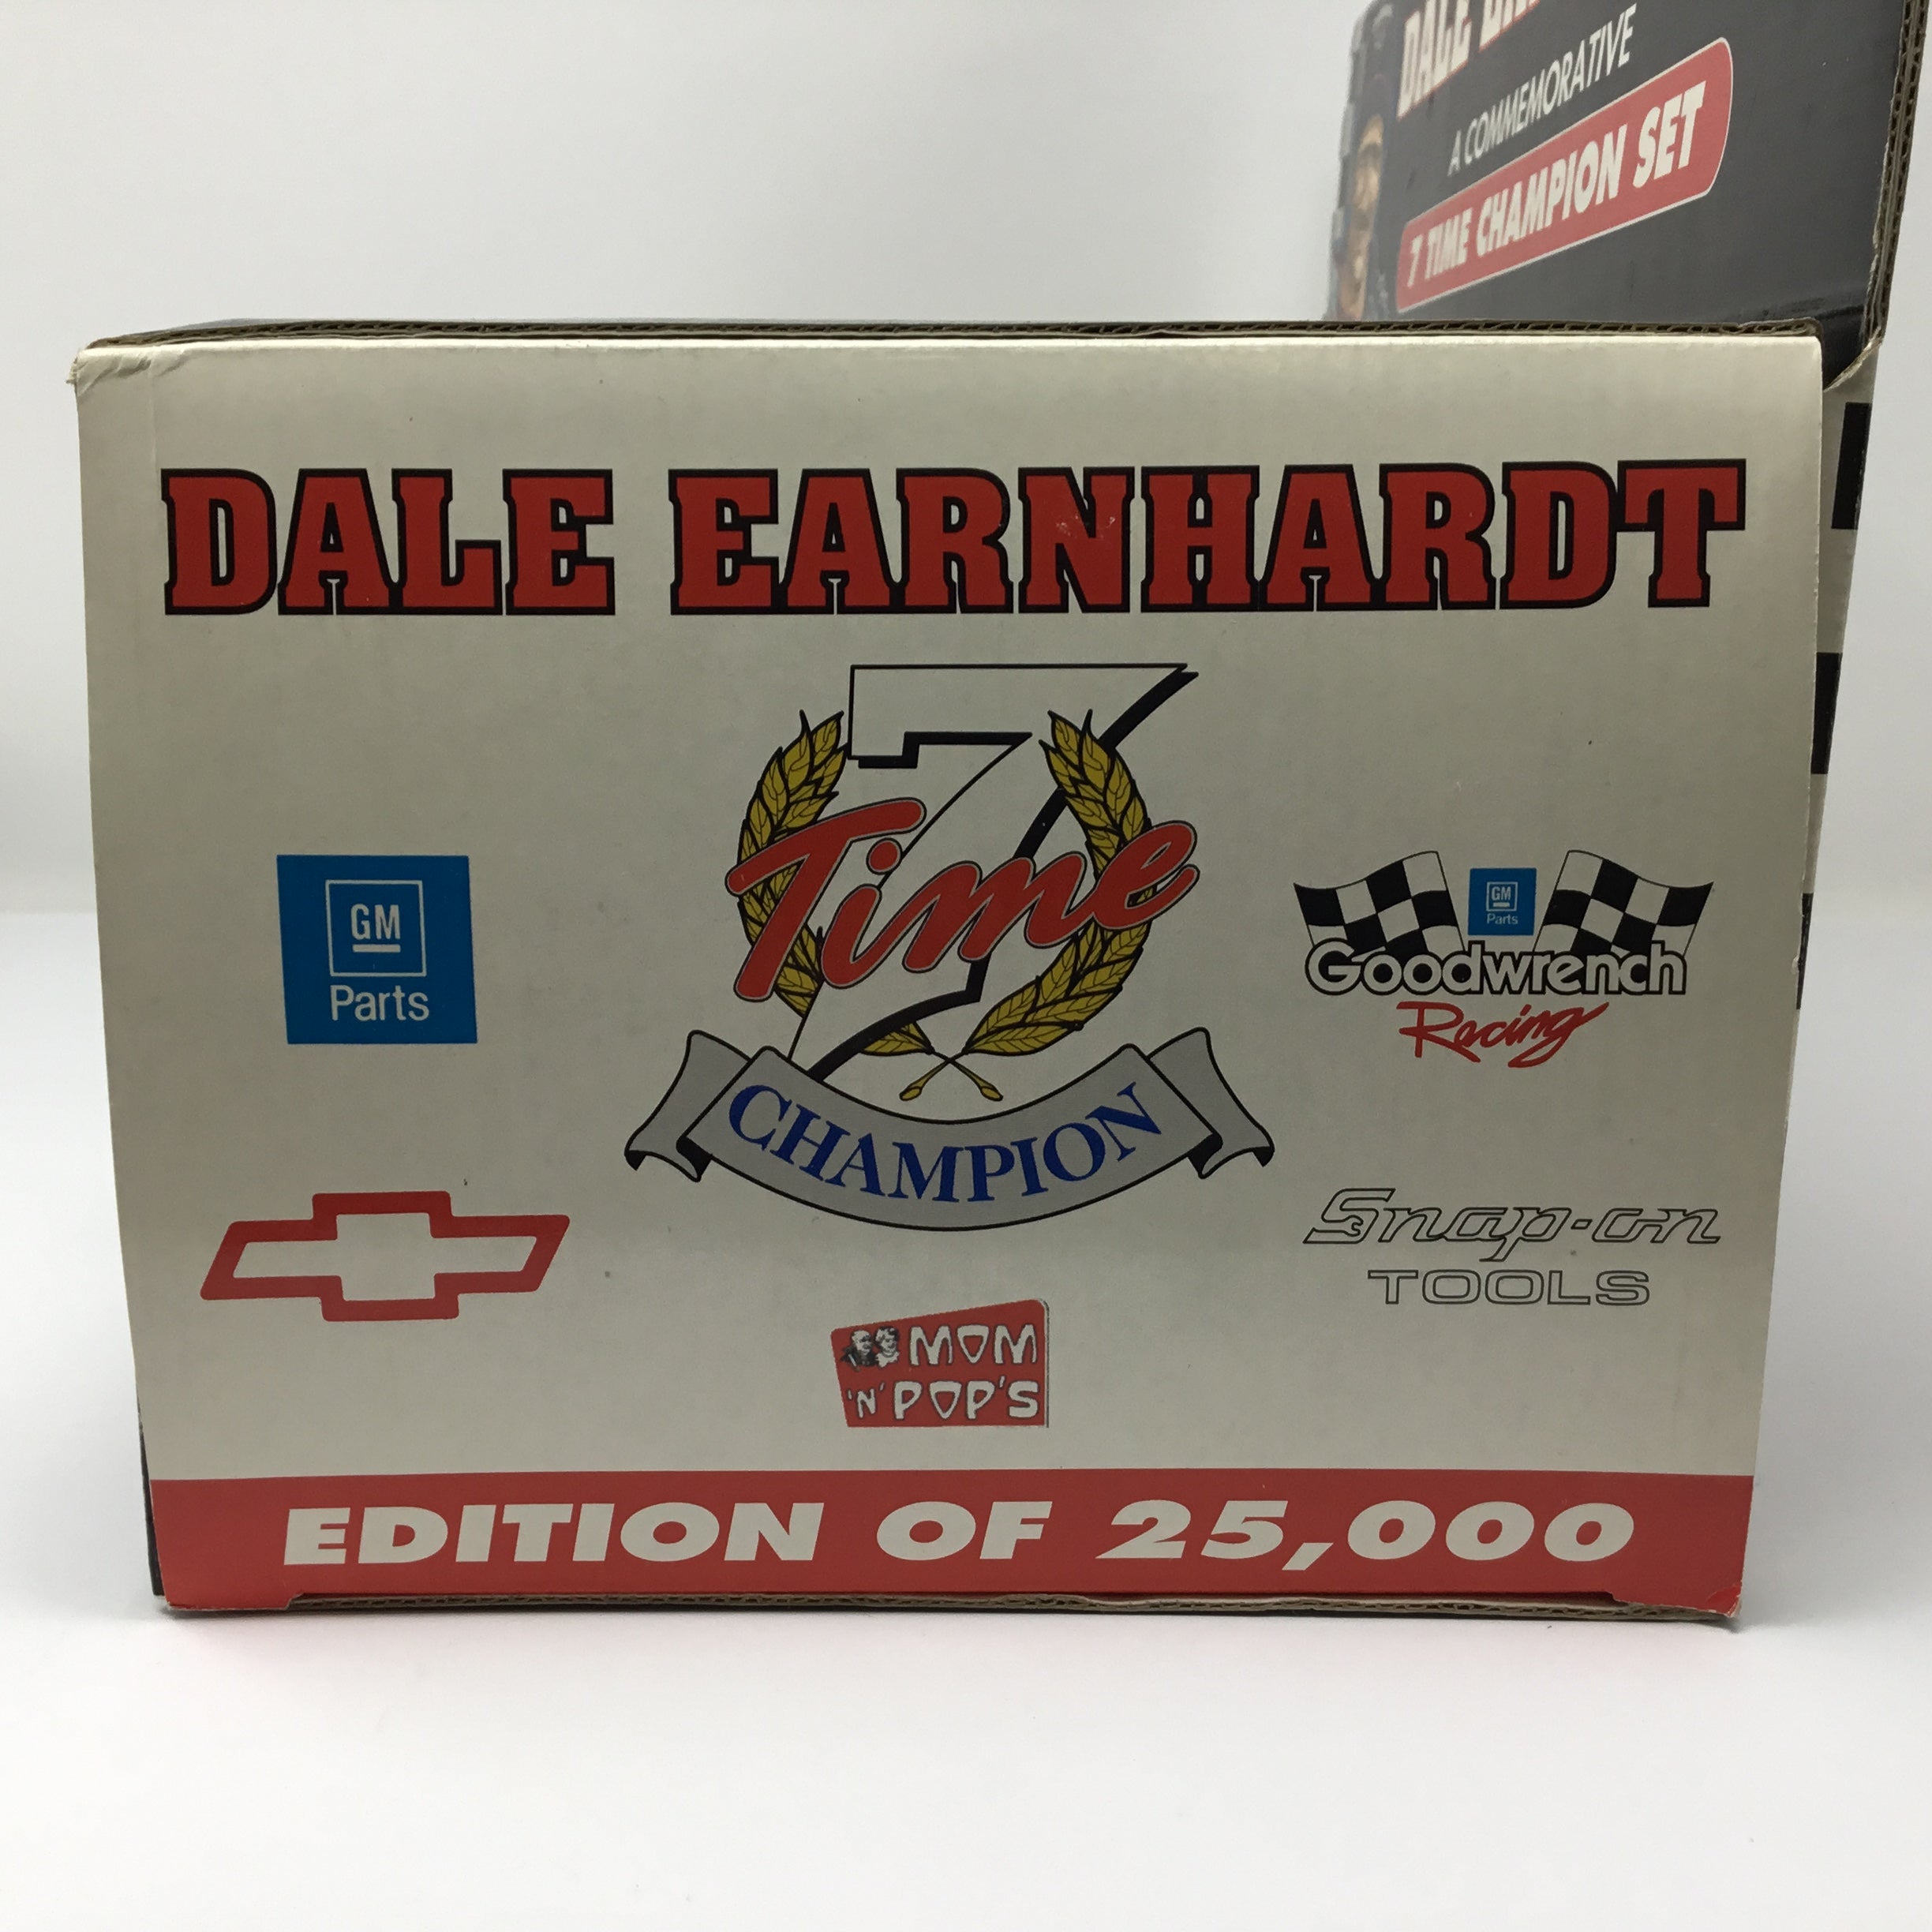 DALE
A COMMEMORATIVE
7 TIME CHAMPION SET
DALE EARNHARDT
7
Time
CHAMPION
GM
Parts
GM
Parts
Goodwrench
Racing
Snap-on
TOOLS
MOM
'N' POP'S
EDITION OF 25,000